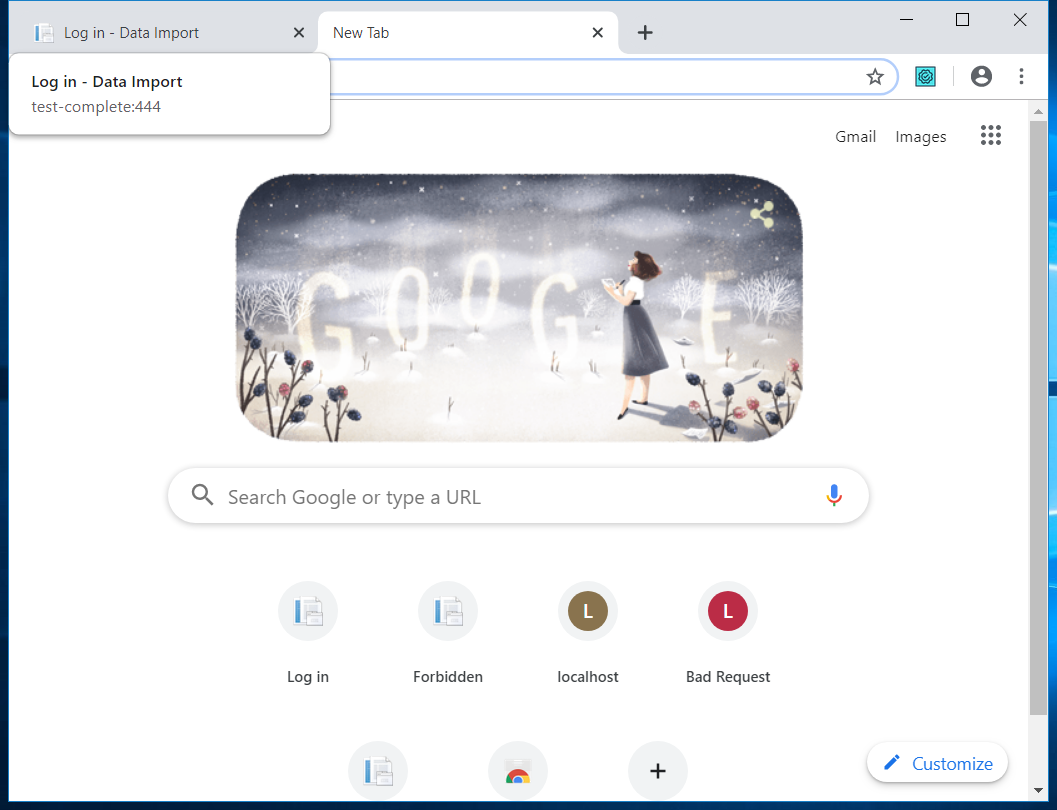 Log in - Data Import
New Tab
Log in - Data Import
test-complete:444
Gmail
Images
GOOGLE
Search Google or type a URL
L
L
Log in
Forbidden
localhost
Bad Request
Customize